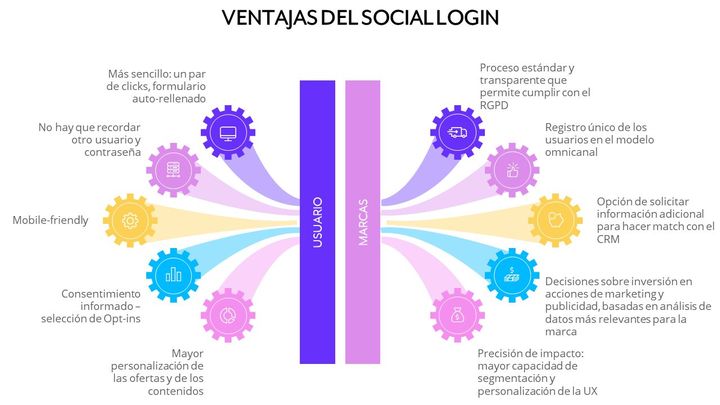 VENTAJAS DEL SOCIAL LOGIN
Más sencillo: un par
de clicks, formulario
auto-rellenado
No hay que recordar
otro usuario y
contraseña
Mobile-friendly
Consentimiento
informado –
selección de Opt-ins
Mayor
personalización de
las ofertas y de los
contenidos
USUARIO
MARCAS
Proceso estándar y
transparente que
permite cumplir con el
RGPD
Registro único de los
usuarios en el modelo
omnicanal
Opción de solicitar
información adicional
para hacer match con el
CRM
Decisiones sobre inversión en
acciones de marketing y
publicidad, basadas en análisis de
datos más relevantes para la
marca
Precisión de impacto:
mayor capacidad de
segmentación y
personalización de la UX